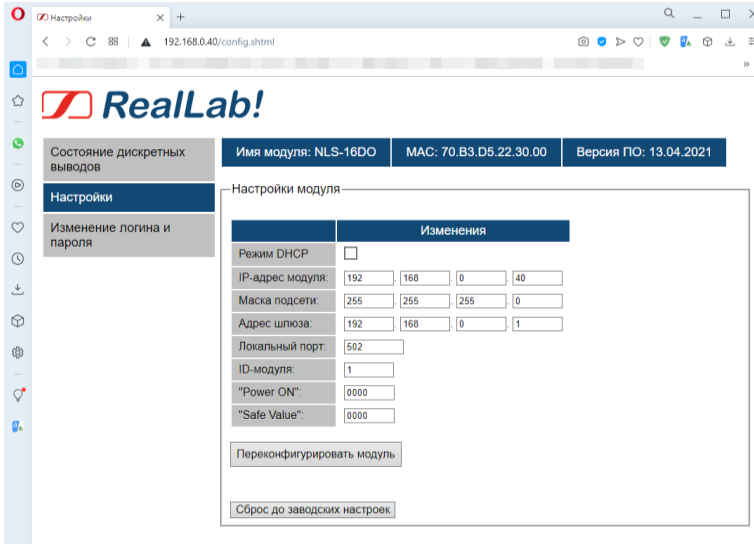 Настройки
192.168.0.40/config.shtml
RealLab!
Состояние дискретных
выводов
Настройки
Изменение логина и
пароля
Имя модуля: NLS-16DO
MAC: 70.B3.D5.22.30.00
Версия ПО: 13.04.2021
Настройки модуля
Изменения
Режим DHCP
IP-адрес модуля: 192 . 168 . 0 . 40
Маска подсети: 255 . 255 . 255 . 0
Адрес шлюза: 192 . 168 . 0 . 1
Локальный порт: 502
ID-модуля: 1
"Power ON": 0000
"Safe Value": 0000
Переконфигурировать модуль
Сброс до заводских настроек